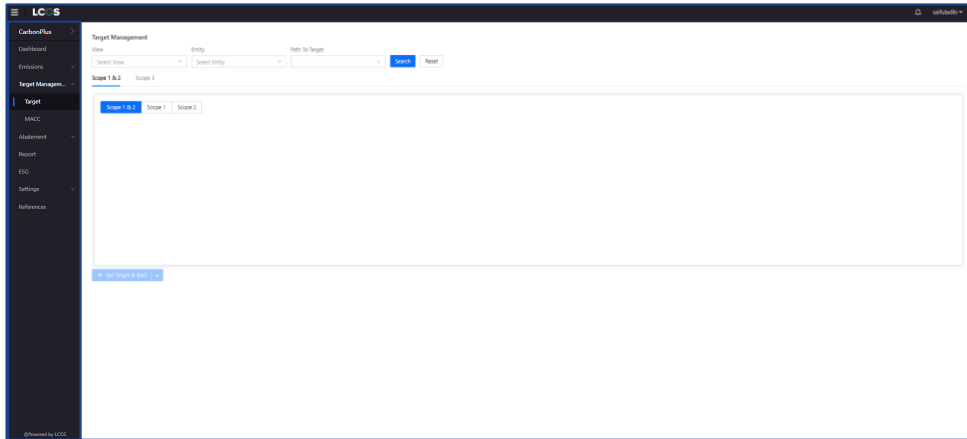 LCOS
saifuladib
CarbonPlus
Dashboard
Emissions
Target Managem...
Target
MACC
Abatement
Report
ESG
Settings
References
©Powered by LCOS
Target Management
View
Entity
Path To Target
Select View
Select Entity
Search
Reset
Scope 1 & 2
Scope 3
Scope 1 & 2
Scope 1
Scope 2
+ Set Target &